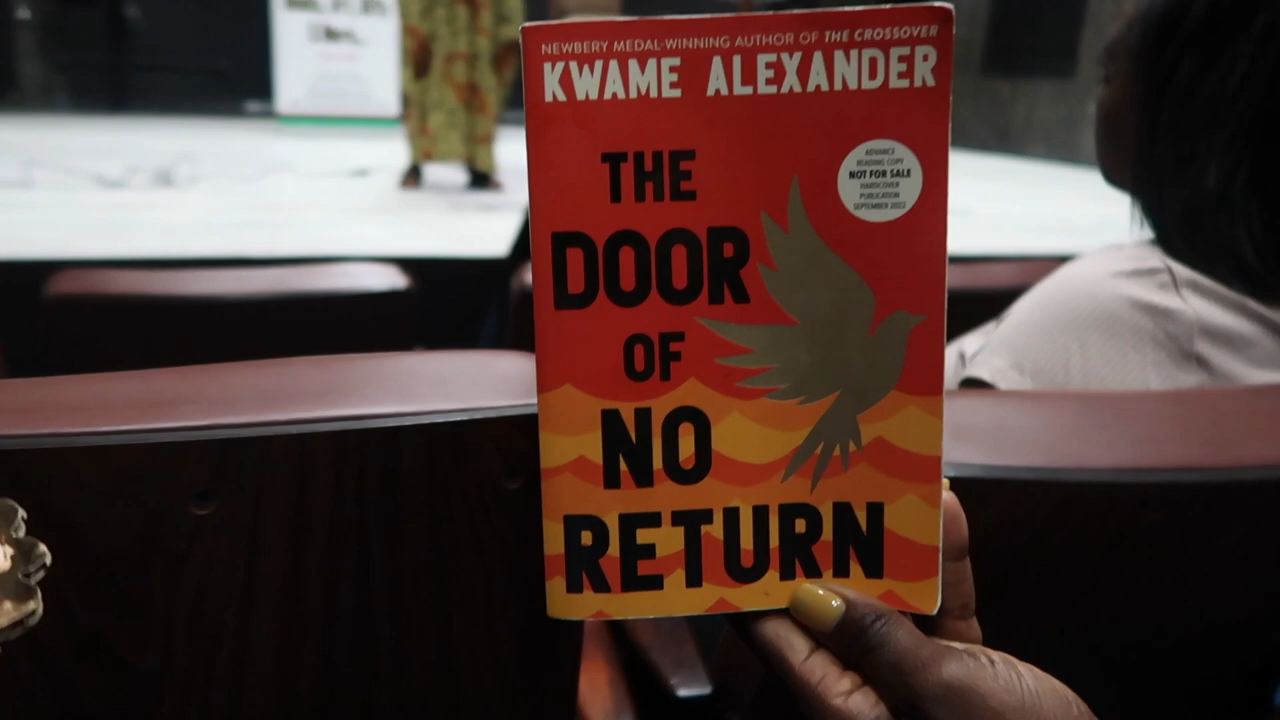 NEWBERY MEDAL-WINNING AUTHOR OF THE CROSSOVER
KWAME ALEXANDER
THE
DOOR
OF
NO
RETURN
ADVANCE
READING COPY
NOT FOR SALE
HARDCOVER
PUBLICATION
SEPTEMBER 2022